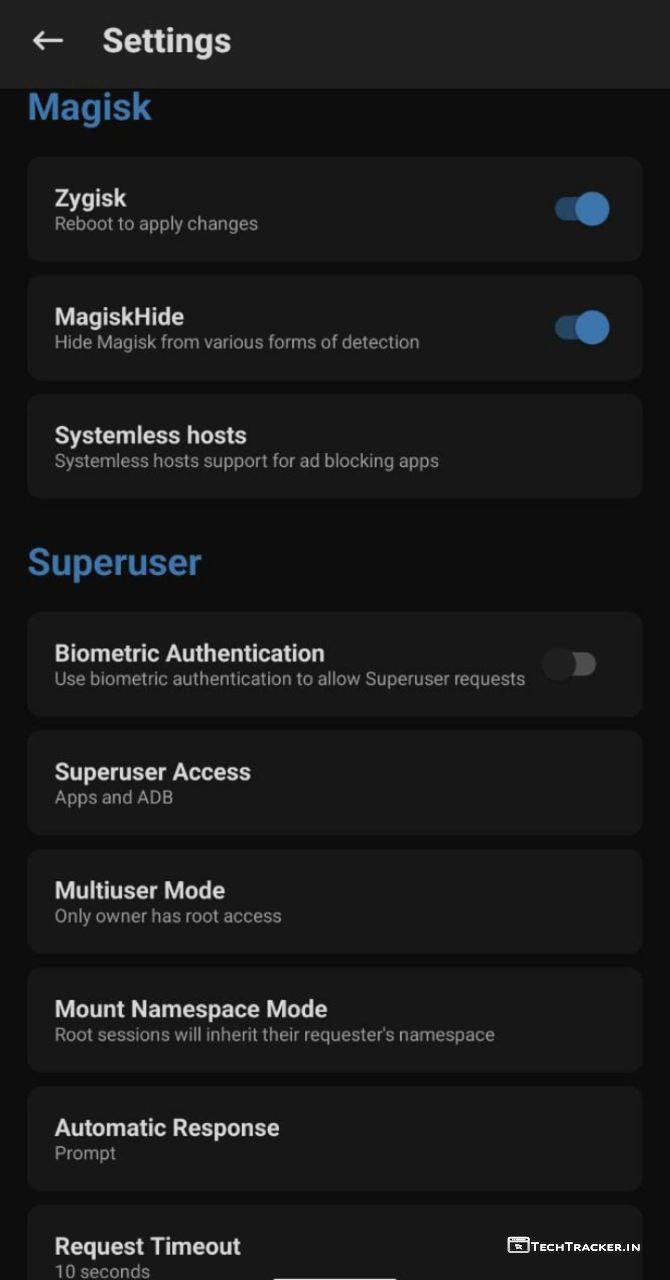 Settings
Magisk
Zygisk
Reboot to apply changes
MagiskHide
Hide Magisk from various forms of detection
Systemless hosts
Systemless hosts support for ad blocking apps
Superuser
Biometric Authentication
Use biometric authentication to allow Superuser requests
Superuser Access
Apps and ADB
Multiuser Mode
Only owner has root access
Mount Namespace Mode
Root sessions will inherit their requester's namespace
Automatic Response
Prompt
Request Timeout
10 seconds
TECHTRACKER.IN